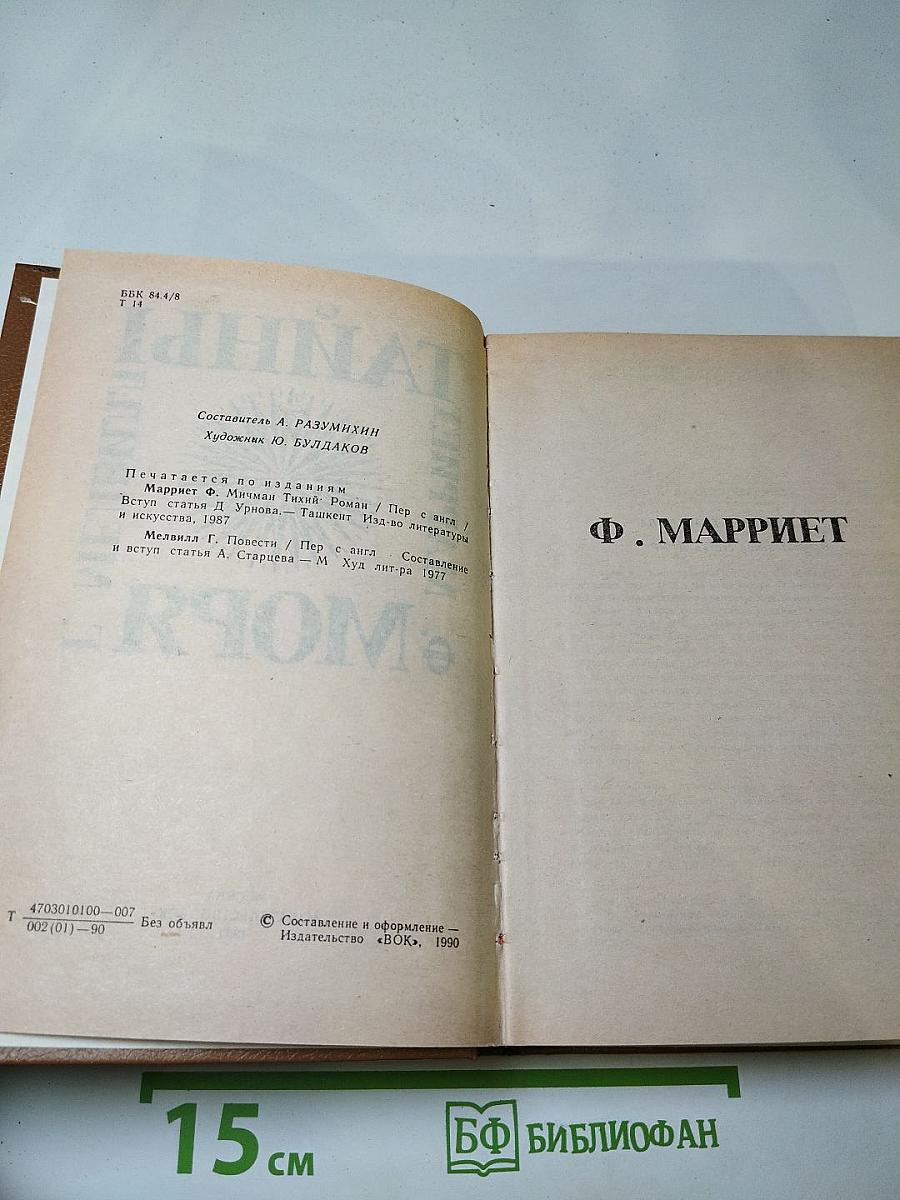 ББК 84.4/8
Т 14
Составитель А. РАЗУМИХИН
Художник Ю. БУЛДАКОВ
Печатается по изданиям
Марриет Ф. Мичман Тихий· Роман / Пер с англ /
Вступ статья Д Урнова.— Ташкент Изд-во литературы
и искусства, 1987
Мелвилл Г. Повести / Пер с англ . Составление
и вступ статья А. Старцева — М Худ лит-ра 1977
Т 4703010100—007
002(01)—90
Без объявл
© Составление и оформление —
Издательство «ВОК», 1990
Ф . МАРРИЕТ
ТАЙНЫ
МОРЯ
15 см
БФ БИБЛИОФАН